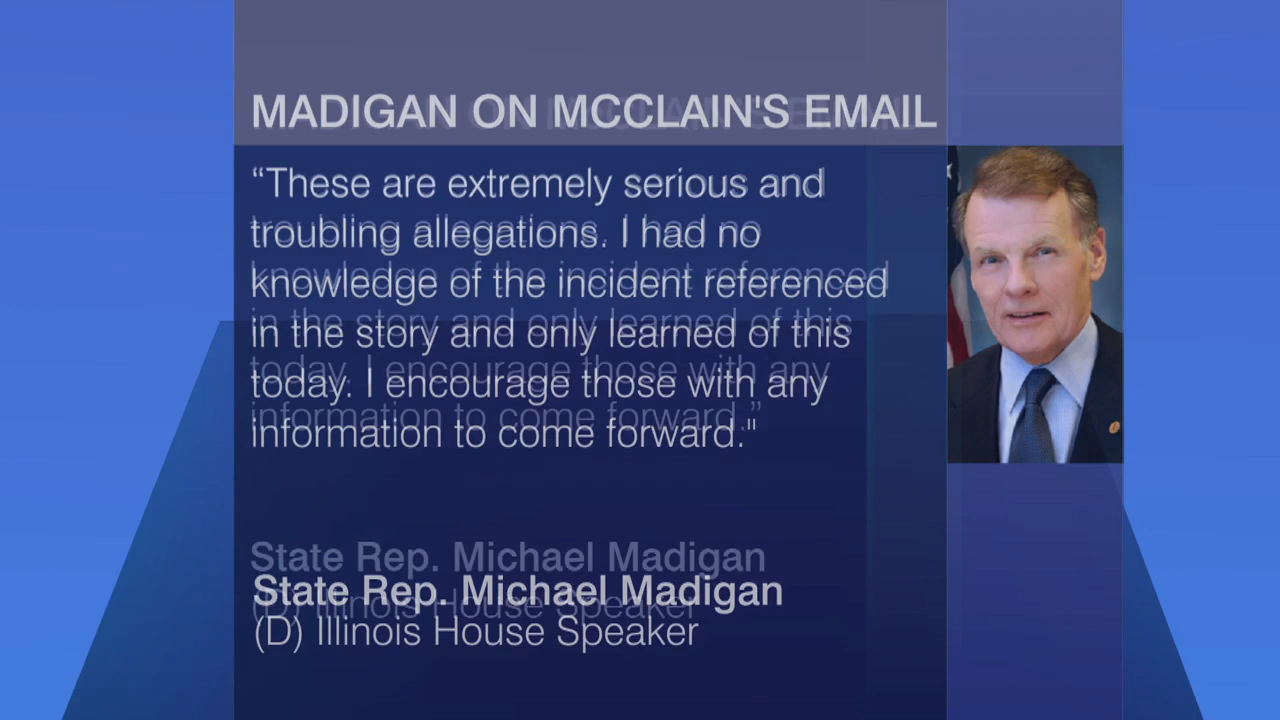 MADIGAN ON MCCLAIN'S EMAIL
“These are extremely serious and
troubling allegations. I had no
knowledge of the incident referenced
in the story and only learned of this
today. I encourage those with any
information to come forward."
State Rep. Michael Madigan
(D) Illinois House Speaker